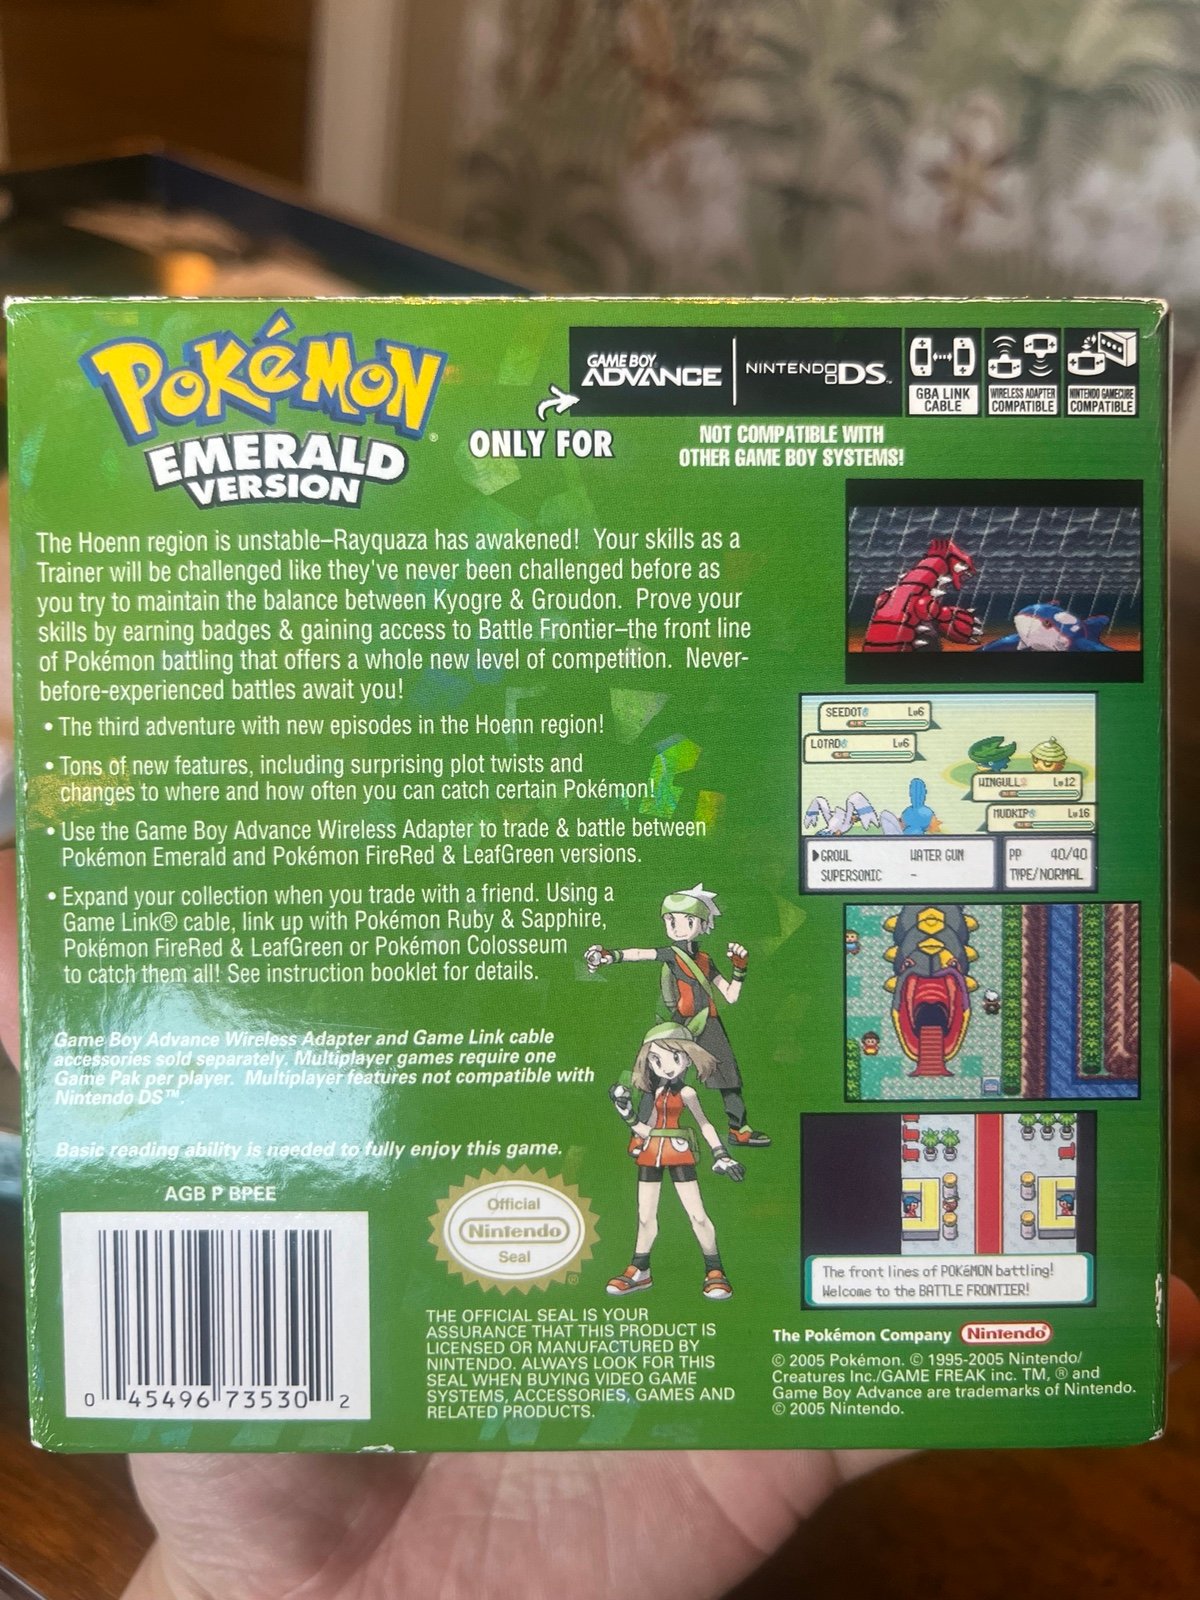 POKéMON®
EMERALD
VERSION
ONLY FOR
GAME BOY
ADVANCE
NINTENDO DS™
GBA LINK
CABLE
WIRELESS ADAPTER
COMPATIBLE
NINTENDO GAMECUBE
COMPATIBLE
NOT COMPATIBLE WITH
OTHER GAME BOY SYSTEMS!
The Hoenn region is unstable–Rayquaza has awakened! Your skills as a
Trainer will be challenged like they've never been challenged before as
you try to maintain the balance between Kyogre & Groudon. Prove your
skills by earning badges & gaining access to Battle Frontier–the front line
of Pokémon battling that offers a whole new level of competition. Never-
before-experienced battles await you!
• The third adventure with new episodes in the Hoenn region!
• Tons of new features, including surprising plot twists and
changes to where and how often you can catch certain Pokémon!
• Use the Game Boy Advance Wireless Adapter to trade & battle between
Pokémon Emerald and Pokémon FireRed & LeafGreen versions.
• Expand your collection when you trade with a friend. Using a
Game Link® cable, link up with Pokémon Ruby & Sapphire,
Pokémon FireRed & LeafGreen or Pokémon Colosseum
to catch them all! See instruction booklet for details.
Game Boy Advance Wireless Adapter and Game Link cable
accessories sold separately. Multiplayer games require one
Game Pak per player. Multiplayer features not compatible with
Nintendo DS™.
Basic reading ability is needed to fully enjoy this game.
AGB P BPEE
0 45496 73530 2
Official
Nintendo
Seal
®
THE OFFICIAL SEAL IS YOUR
ASSURANCE THAT THIS PRODUCT IS
LICENSED OR MANUFACTURED BY
NINTENDO. ALWAYS LOOK FOR THIS
SEAL WHEN BUYING VIDEO GAME
SYSTEMS, ACCESSORIES, GAMES AND
RELATED PRODUCTS.
SEEDOT♂ Lv6
LOTAD♂ Lv6
WINGULL♀ Lv12
MUDKIP♂ Lv16
▶GROWL WATER GUN
SUPERSONIC -
PP 40/40
TYPE/NORMAL
The front lines of POKéMON battling!
Welcome to the BATTLE FRONTIER!
The Pokémon Company Nintendo®
© 2005 Pokémon. © 1995-2005 Nintendo/
Creatures Inc./GAME FREAK inc. TM, ® and
Game Boy Advance are trademarks of Nintendo.
© 2005 Nintendo.